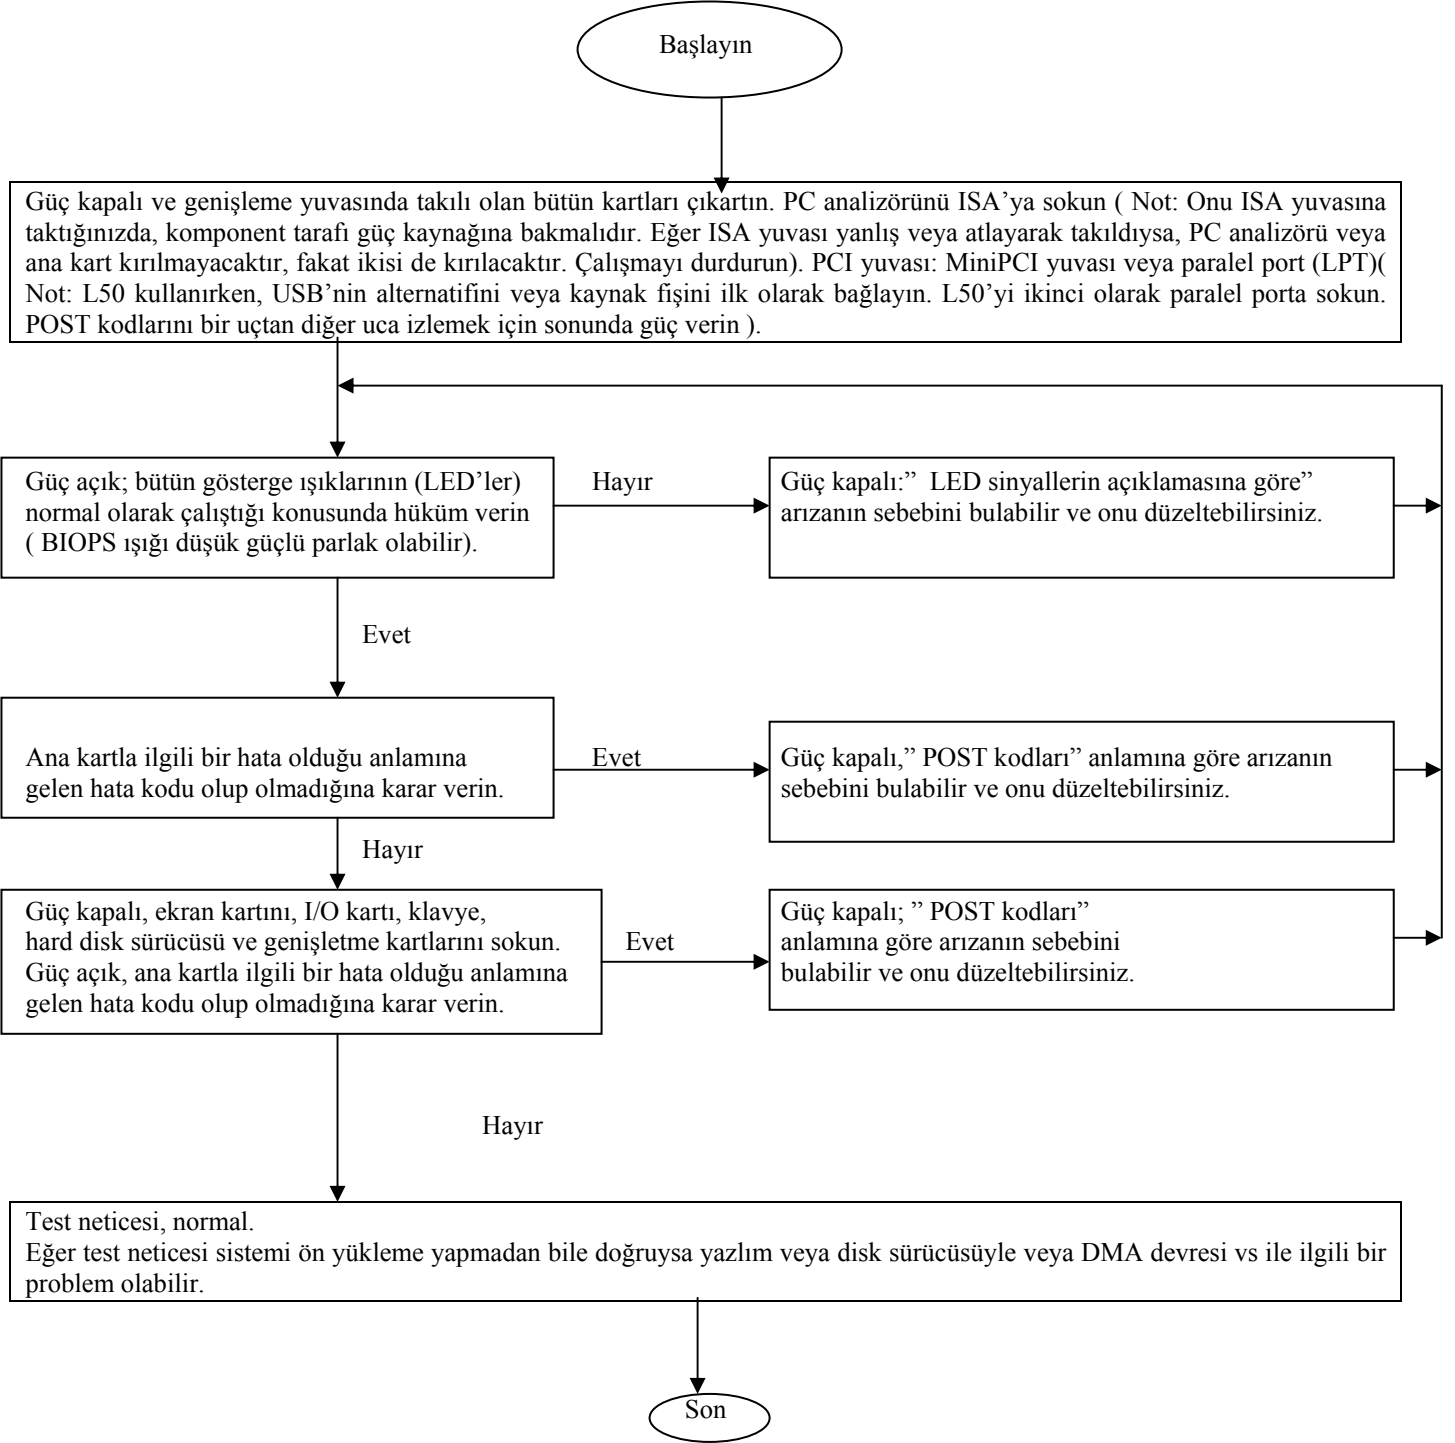 Başlayın
Güç kapalı ve genişleme yuvasında takılı olan bütün kartları çıkartın. PC analizörünü ISA’ya sokun ( Not: Onu ISA yuvasına
taktığınızda, komponent tarafı güç kaynağına bakmalıdır. Eğer ISA yuvası yanlış veya atlayarak takıldıysa, PC analizörü veya
ana kart kırılmayacaktır, fakat ikisi de kırılacaktır. Çalışmayı durdurun). PCI yuvası: MiniPCI yuvası veya paralel port (LPT)(
Not: L50 kullanırken, USB’nin alternatifini veya kaynak fişini ilk olarak bağlayın. L50’yi ikinci olarak paralel porta sokun.
POST kodlarını bir uçtan diğer uca izlemek için sonunda güç verin ).
Güç açık; bütün gösterge ışıklarının (LED’ler)
normal olarak çalıştığı konusunda hüküm verin
( BIOPS ışığı düşük güçlü parlak olabilir).
Hayır
Güç kapalı:” LED sinyallerin açıklamasına göre”
arızanın sebebini bulabilir ve onu düzeltebilirsiniz.
Evet
Ana kartla ilgili bir hata olduğu anlamına
gelen hata kodu olup olmadığına karar verin.
Evet
Güç kapalı,” POST kodları” anlamına göre arızanın
sebebini bulabilir ve onu düzeltebilirsiniz.
Hayır
Güç kapalı, ekran kartını, I/O kartı, klavye,
hard disk sürücüsü ve genişletme kartlarını sokun.
Güç açık, ana kartla ilgili bir hata olduğu anlamına
gelen hata kodu olup olmadığına karar verin.
Evet
Güç kapalı; ” POST kodları”
anlamına göre arızanın sebebini
bulabilir ve onu düzeltebilirsiniz.
Hayır
Test neticesi, normal.
Eğer test neticesi sistemi ön yükleme yapmadan bile doğruysa yazlım veya disk sürücüsüyle veya DMA devresi vs ile ilgili bir
problem olabilir.
Son